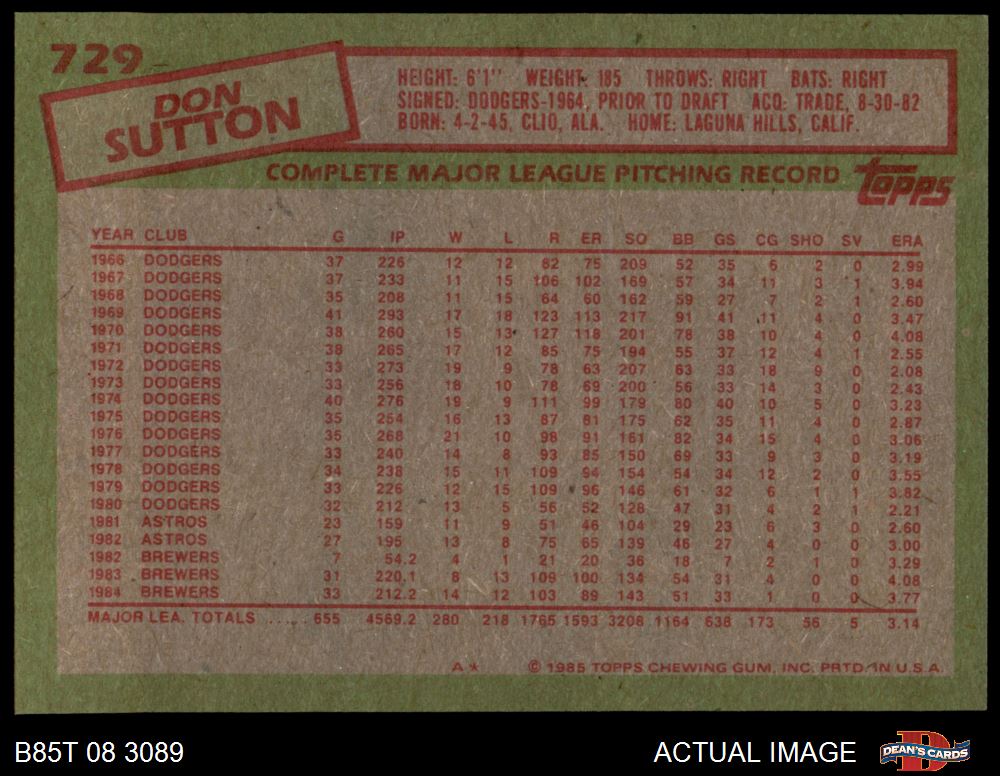 729
DON
SUTTON
HEIGHT: 6'1" WEIGHT: 185 THROWS: RIGHT BATS: RIGHT
SIGNED: DODGERS-1964, PRIOR TO DRAFT ACQ: TRADE, 8-30-82
BORN: 4-2-45, CLIO, ALA. HOME: LAGUNA HILLS, CALIF.
COMPLETE MAJOR LEAGUE PITCHING RECORD topps
YEAR CLUB G IP W L R ER SO BB GS CG SHO SV ERA
1966 DODGERS 37 226 12 12 82 75 209 52 35 6 2 0 2.99
1967 DODGERS 37 233 11 15 106 102 169 57 34 11 3 1 3.94
1968 DODGERS 35 208 11 15 64 60 162 59 27 7 2 1 2.60
1969 DODGERS 41 293 17 18 123 113 217 91 41 11 4 0 3.47
1970 DODGERS 38 260 15 13 127 118 201 78 38 10 4 0 4.08
1971 DODGERS 38 265 17 12 85 75 194 55 37 12 4 1 2.55
1972 DODGERS 33 273 19 9 78 63 207 63 33 18 9 0 2.08
1973 DODGERS 33 256 18 10 78 69 200 56 33 14 3 0 2.43
1974 DODGERS 40 276 19 9 111 99 179 80 40 10 5 0 3.23
1975 DODGERS 35 254 16 13 87 81 175 62 35 11 4 0 2.87
1976 DODGERS 35 268 21 10 98 91 161 82 34 15 4 0 3.06
1977 DODGERS 33 240 14 8 93 85 150 69 33 9 3 0 3.19
1978 DODGERS 34 238 15 11 109 94 154 54 34 12 2 0 3.55
1979 DODGERS 33 226 12 15 109 96 146 61 32 6 1 1 3.82
1980 DODGERS 32 212 13 5 56 52 128 47 31 4 2 1 2.21
1981 ASTROS 23 159 11 9 51 46 104 29 23 6 3 0 2.60
1982 ASTROS 27 195 13 8 75 65 139 46 27 4 0 0 3.00
1982 BREWERS 7 54.2 4 1 21 20 36 18 7 2 1 0 3.29
1983 BREWERS 31 220.1 8 13 109 100 134 54 31 4 0 0 4.08
1984 BREWERS 33 212.2 14 12 103 89 143 51 33 1 0 0 3.77
MAJOR LEA. TOTALS ..... 655 4569.2 280 218 1765 1593 3208 1164 638 173 56 5 3.14
A* © 1985 TOPPS CHEWING GUM, INC. PRTD. IN U.S.A.
B85T 08 3089 ACTUAL IMAGE DEAN'S CARDS